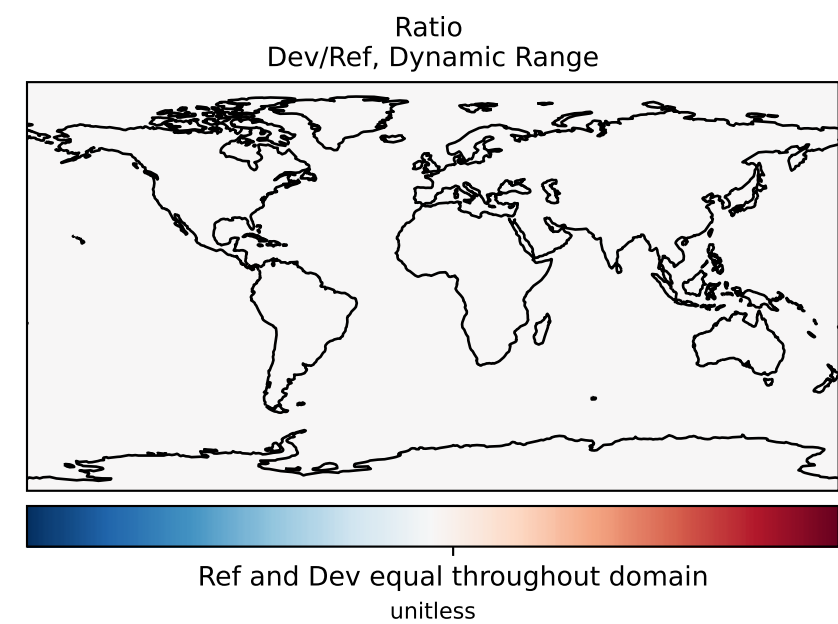 Ratio
Dev/Ref, Dynamic Range
Ref and Dev equal throughout domain
unitless